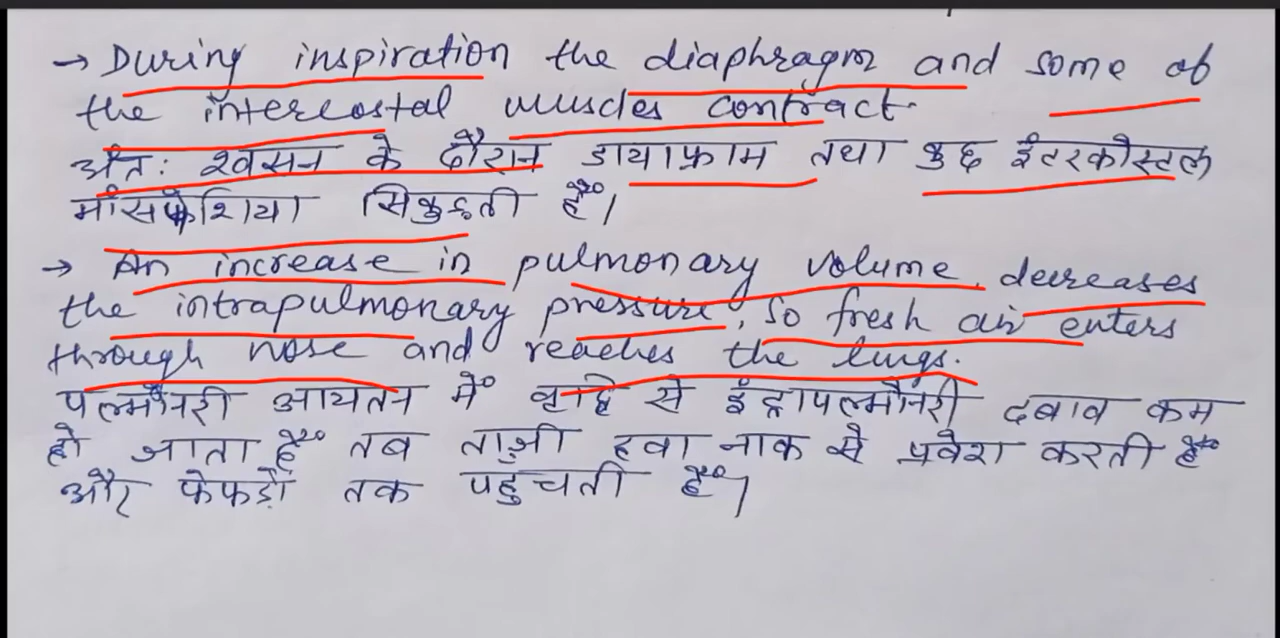 → During inspiration the diaphragm and some of
the intercostal muscles contract.
अंत: श्वसन के दौरान डायाफ्राम तथा कुछ इंटरकोस्टल
मांसपेशिया सिकुड़ती हैं।
→ An increase in pulmonary volume decreases
the intrapulmonary pressure, So fresh air enters
through nose and reaches the lungs.
पल्मोनरी आयतन में वृद्धि से इंट्रापल्मोनरी दबाव कम
हो जाता हैं तब ताज़ी हवा नाक से प्रवेश करती हैं
और फेफड़ों तक पहुचती हैं।